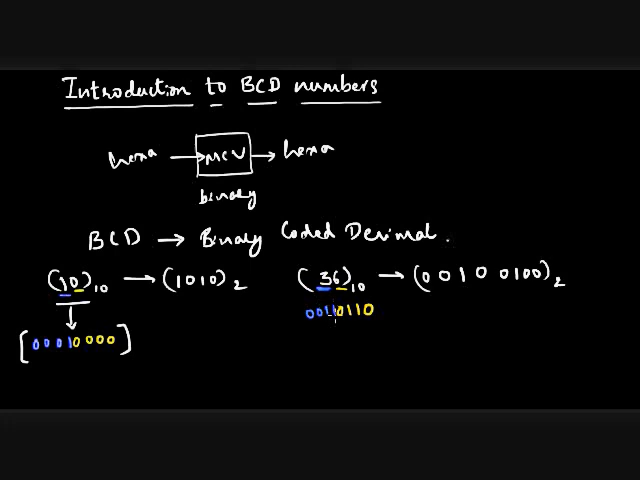 Introduction to BCD numbers
hexa → MCU → hexa
binary
BCD → Binary Coded Decimal.
(10)10 → (1010)2 (36)10 → (0010 0100)2
00110110
[00010000]